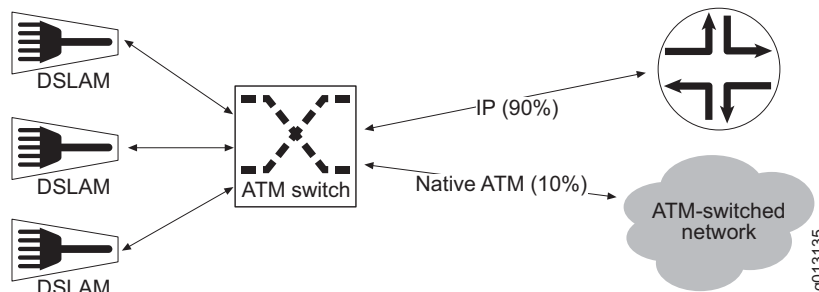 DSLAM
DSLAM
DSLAM
ATM switch
IP (90%)
Native ATM (10%)
ATM-switched
network
g013135